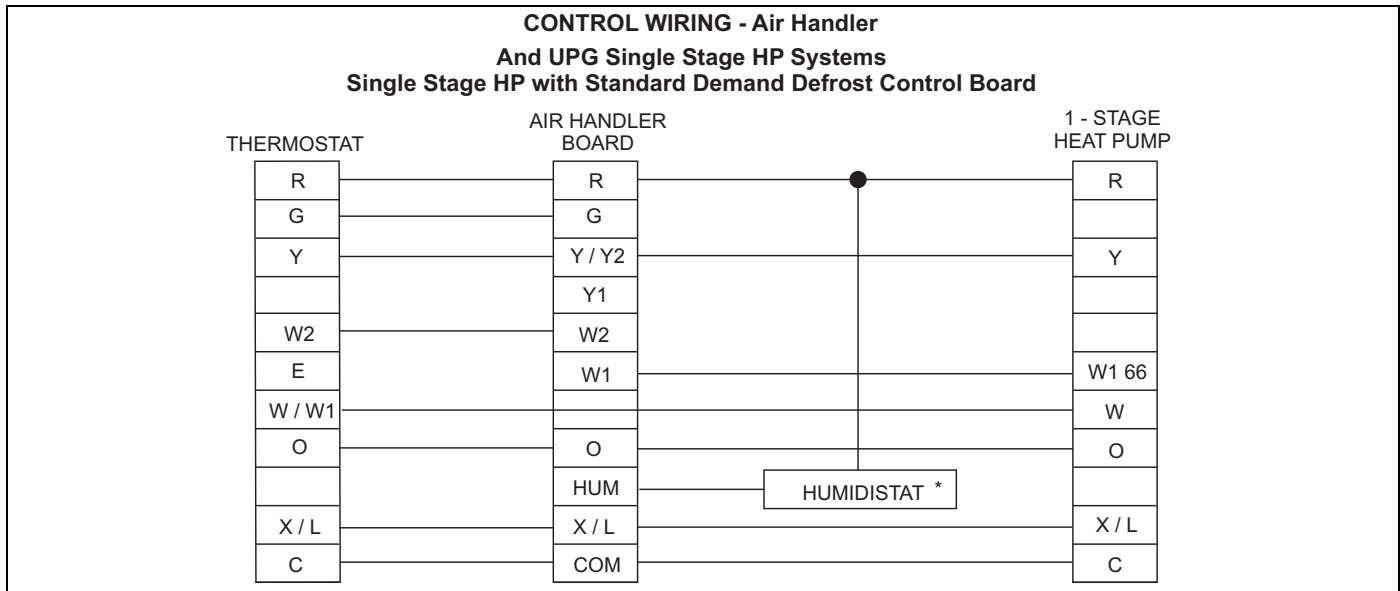 CONTROL WIRING - Air Handler
And UPG Single Stage HP Systems
Single Stage HP with Standard Demand Defrost Control Board
THERMOSTAT
AIR HANDLER
BOARD
1 - STAGE
HEAT PUMP
R
R
R
G
G
Y
Y / Y2
Y
Y1
W2
W2
E
W1
W1 66
W / W1
W
O
O
O
HUM
HUMIDISTAT *
X / L
X / L
X / L
C
COM
C